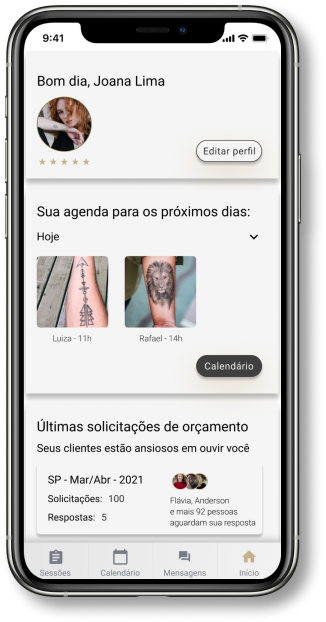 9:41
Bom dia, Joana Lima
Editar perfil
Sua agenda para os próximos dias:
Hoje
Luiza - 11h
Rafael - 14h
Calendário
Últimas solicitações de orçamento
Seus clientes estão ansiosos em ouvir você
SP - Mar/Abr - 2021
Solicitações: 100
Respostas: 5
Flávia, Anderson
e mais 92 pessoas
aguardam sua resposta
Sessões
Calendário
Mensagens
Início